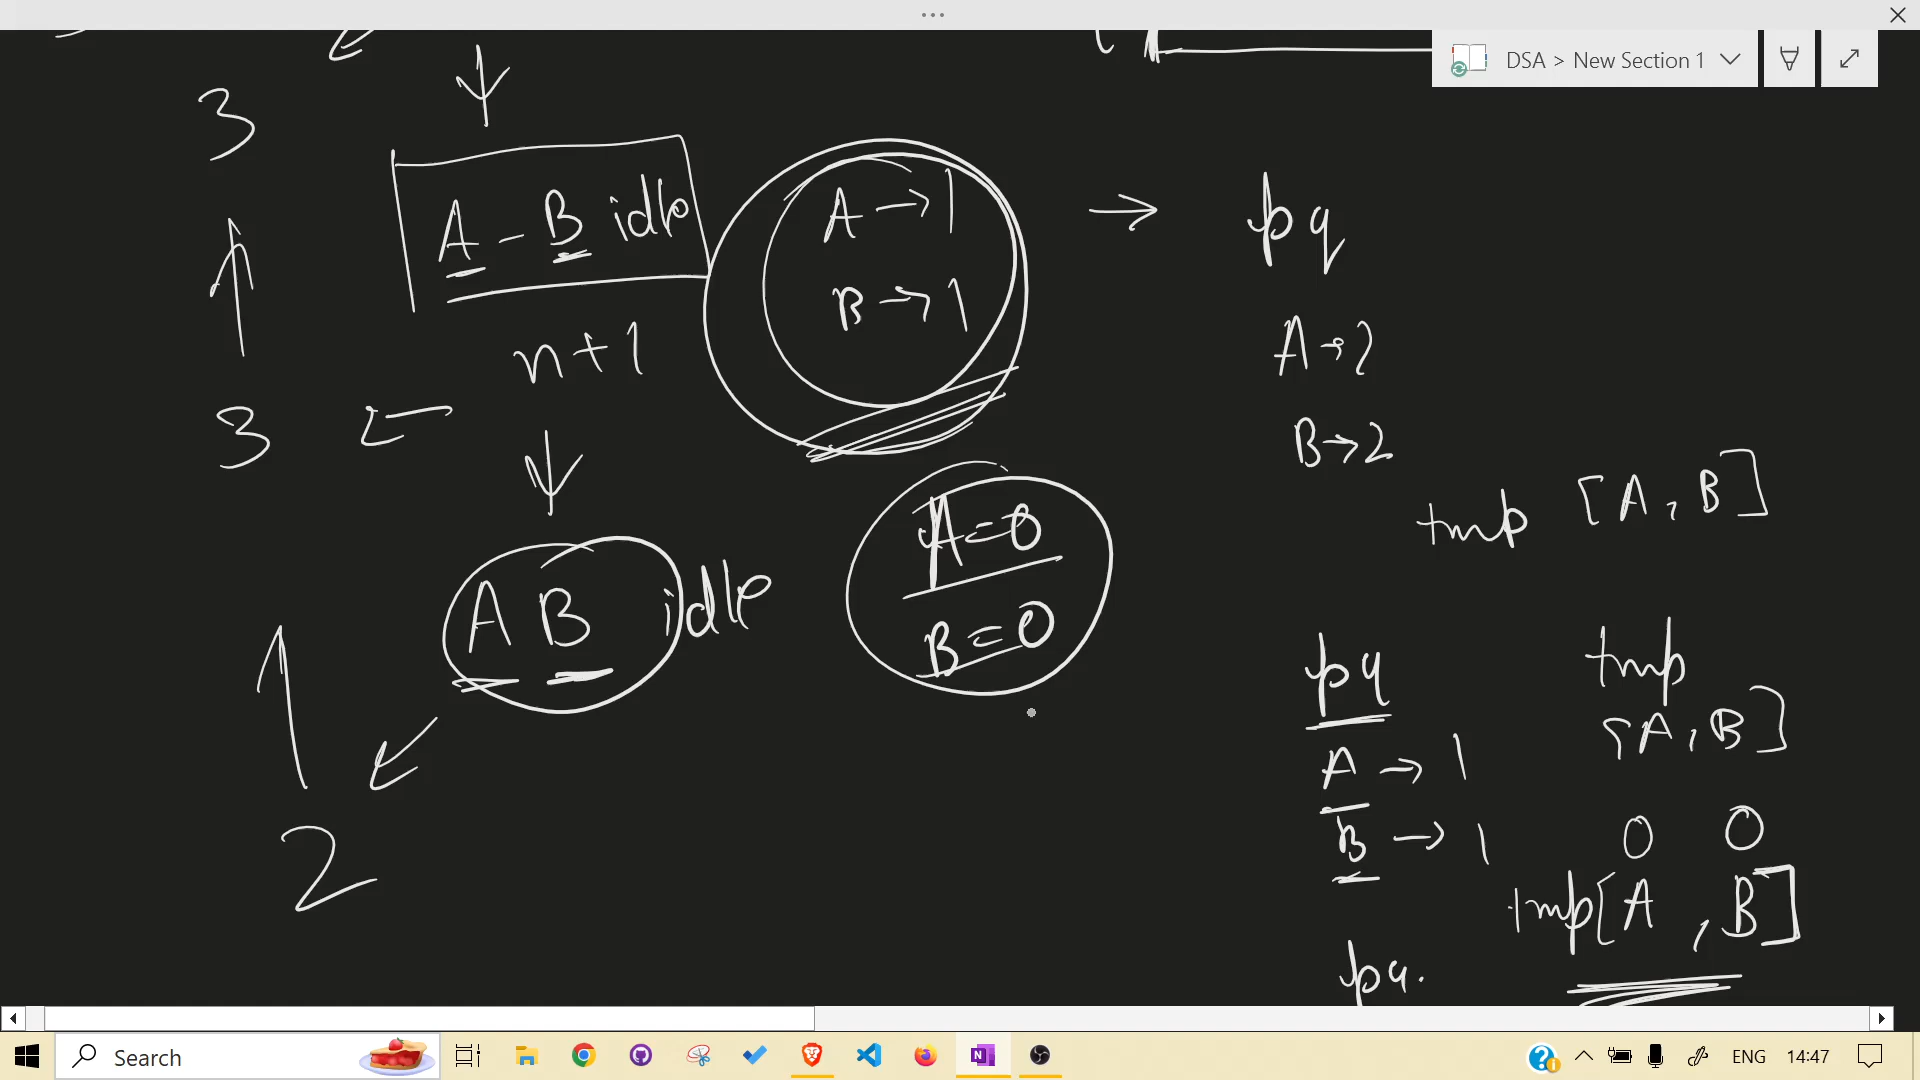 DSA > New Section 1
3
A - B idle
A → 1
B → 1
pq
A → 2
B → 2
n + 1
3
tmp [A, B]
A = 0
B = 0
A B idle
pq
A → 1
B → 1
tmp
[A, B]
0 0
tmp[A , B]
2
pq.
Search
ENG
14:47